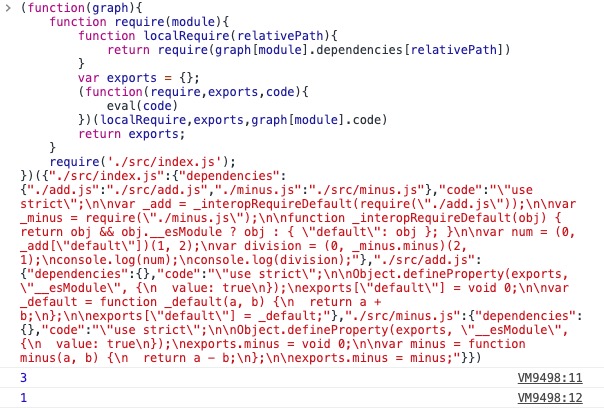 > (function(graph){
function require(module){
function localRequire(relativePath){
return require(graph[module].dependencies[relativePath])
}
var exports = {};
(function(require,exports,code){
eval(code)
})(localRequire,exports,graph[module].code)
return exports;
}
require('./src/index.js');
})({"./src/index.js":{"dependencies":
{"./add.js":"./src/add.js","./minus.js":"./src/minus.js"},"code":"\"use
strict\";\n\nvar _add = _interopRequireDefault(require(\"./add.js\"));\n\nvar
_minus = require(\"./minus.js\");\n\nfunction _interopRequireDefault(obj) {
return obj && obj.__esModule ? obj : { \"default\": obj }; }\n\nvar num = (0,
_add[\"default\"])(1, 2);\nvar division = (0, _minus.minus)(2,
1);\nconsole.log(num);\nconsole.log(division);"},"./src/add.js":
{"dependencies":{},"code":"\"use strict\";\n\nObject.defineProperty(exports,
\"__esModule\", {\n  value: true\n});\nexports[\"default\"] = void 0;\n\nvar
_default = function _default(a, b) {\n  return a +
b;\n};\n\nexports[\"default\"] = _default;"},"./src/minus.js":{"dependencies":
{},"code":"\"use strict\";\n\nObject.defineProperty(exports, \"__esModule\",
{\n  value: true\n});\nexports.minus = void 0;\n\nvar minus = function
minus(a, b) {\n  return a - b;\n};\n\nexports.minus = minus;"}})
3 VM9498:11
1 VM9498:12